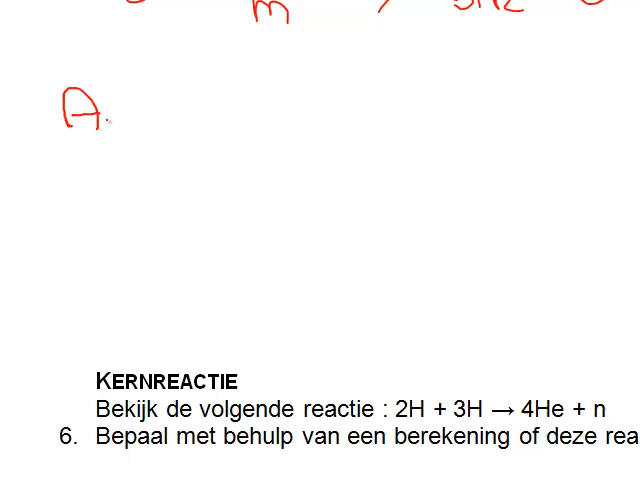 m
A.
KERNREACTIE
Bekijk de volgende reactie : 2H + 3H → 4He + n
6. Bepaal met behulp van een berekening of deze rea